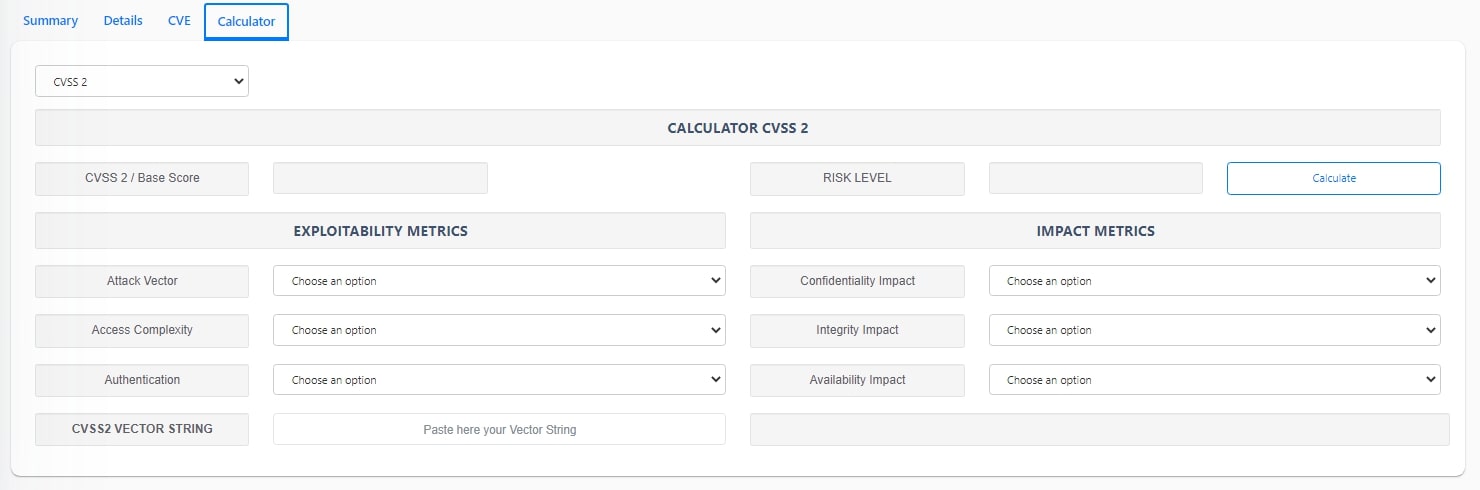 Summary Details CVE Calculator
CVSS 2
CALCULATOR CVSS 2
CVSS 2 / Base Score RISK LEVEL Calculate
EXPLOITABILITY METRICS IMPACT METRICS
Attack Vector Choose an option Confidentiality Impact Choose an option
Access Complexity Choose an option Integrity Impact Choose an option
Authentication Choose an option Availability Impact Choose an option
CVSS2 VECTOR STRING Paste here your Vector String